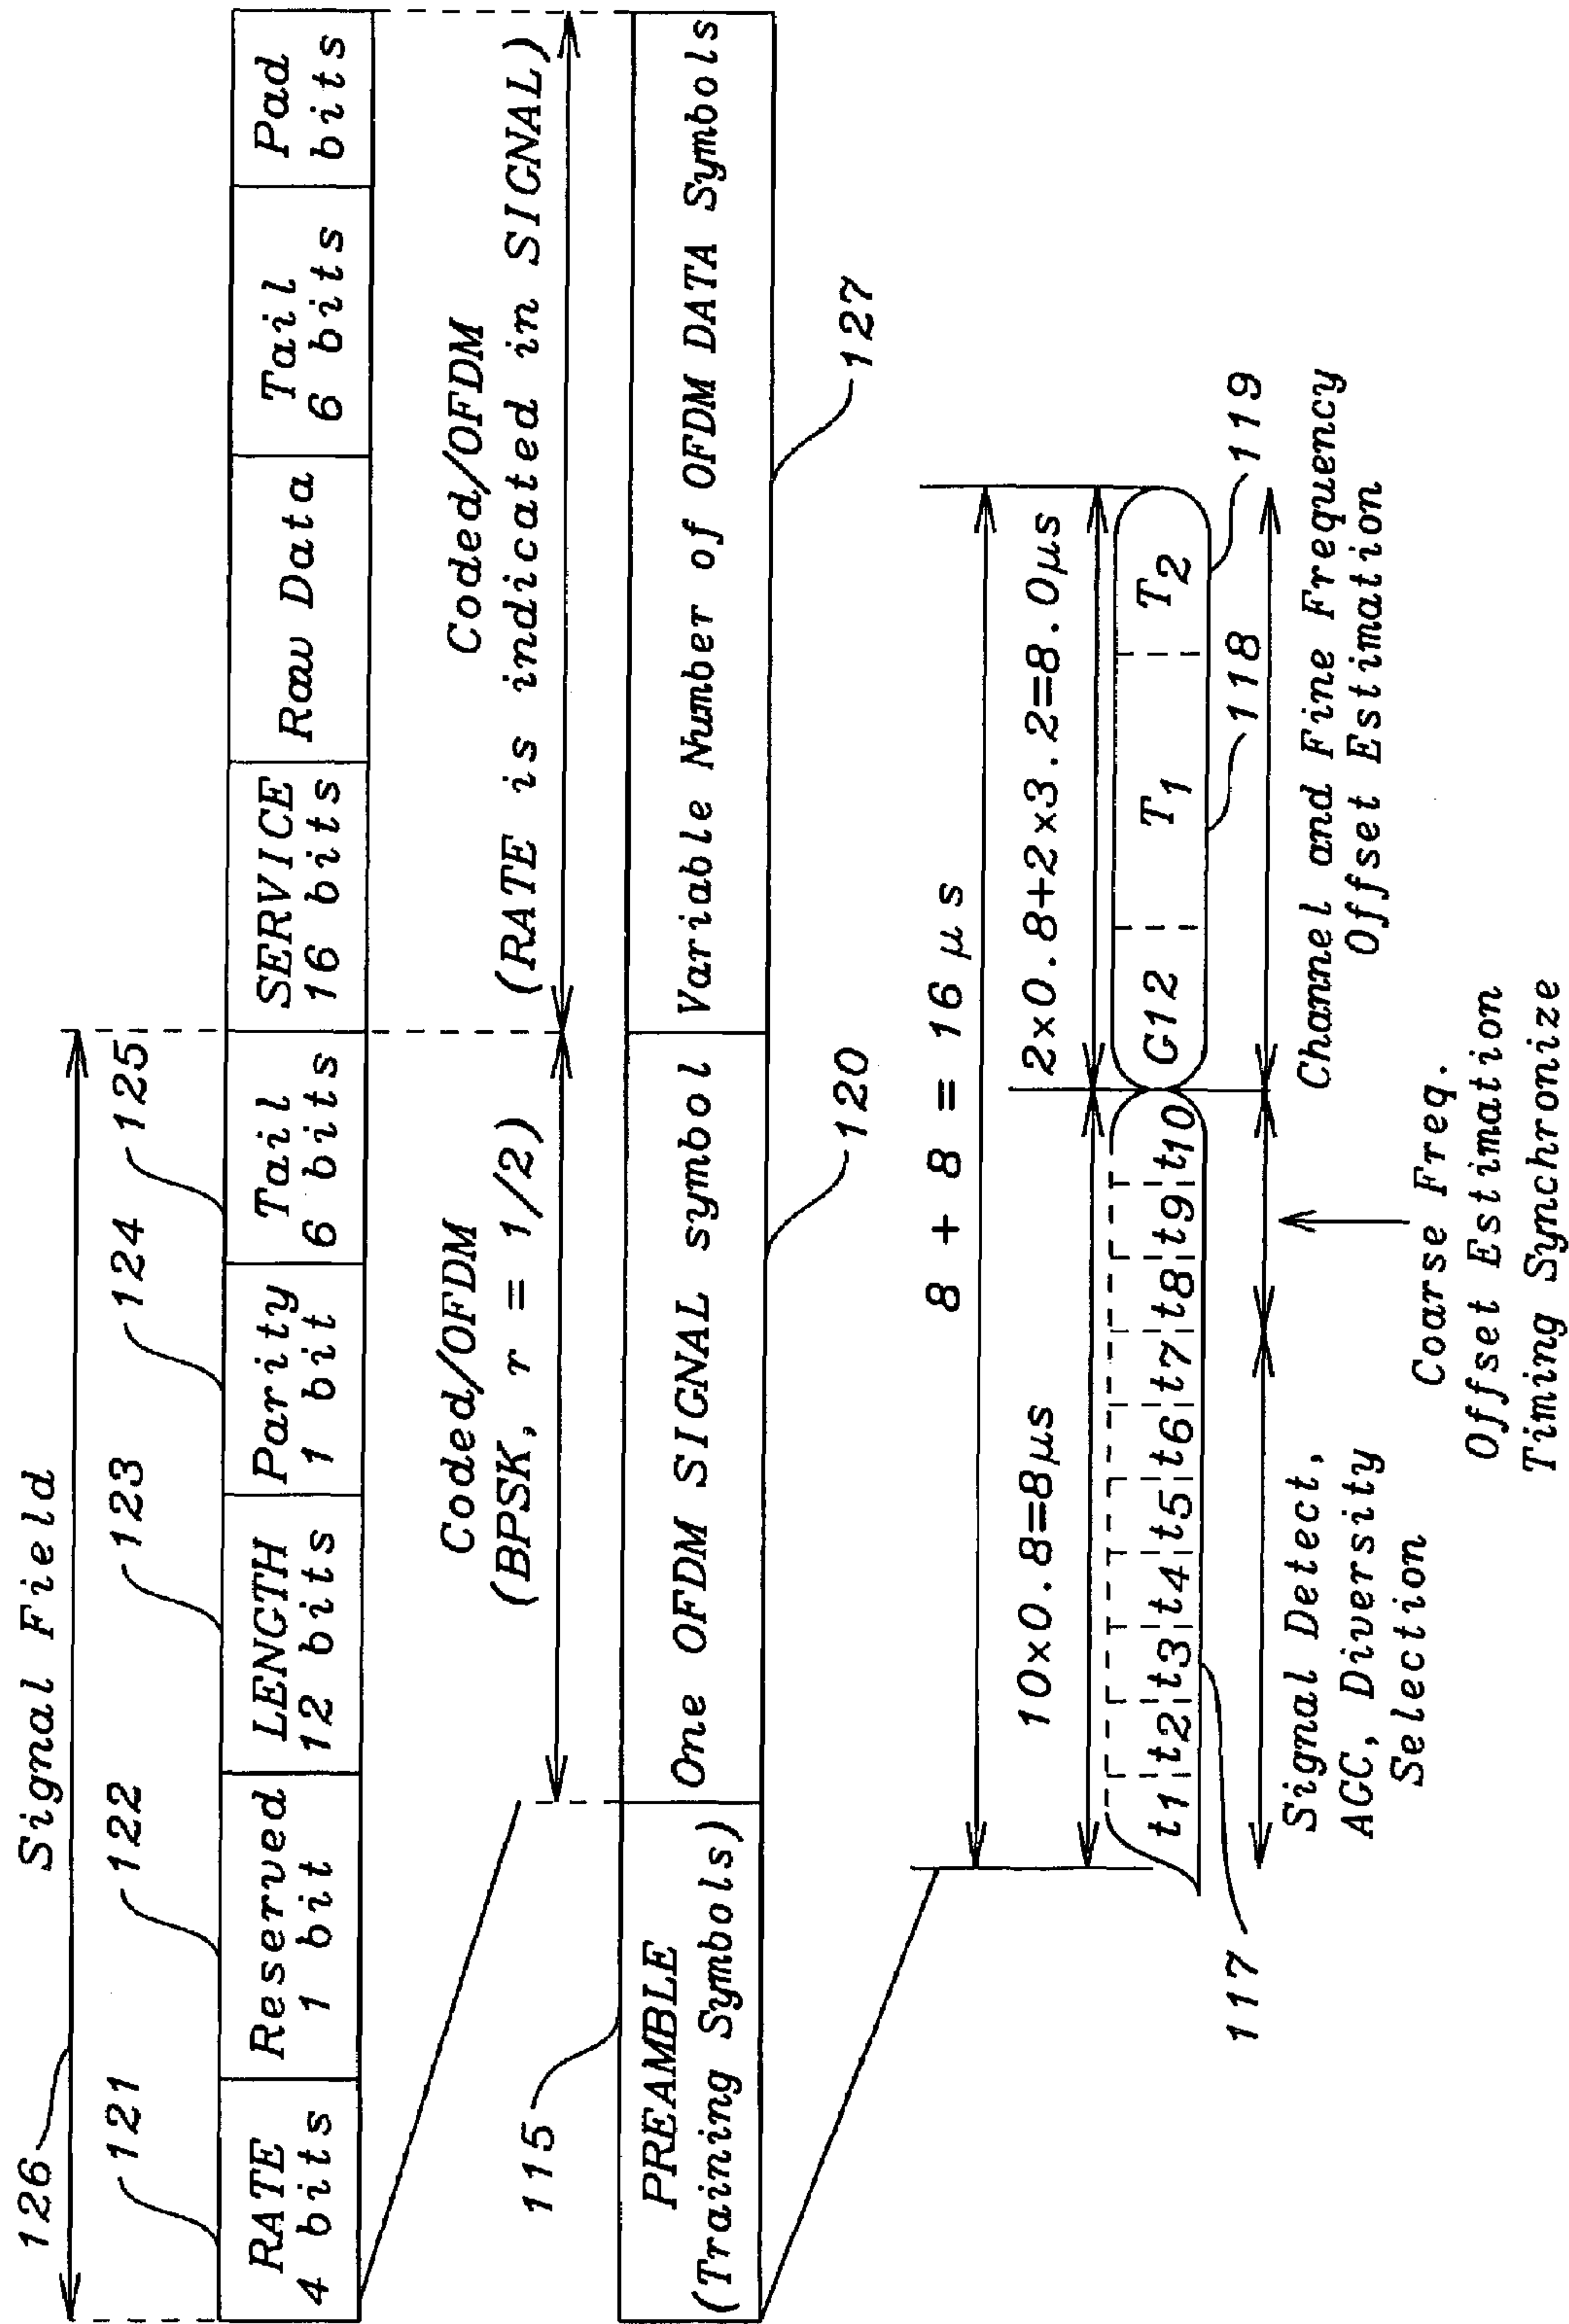 Signal Field
126
121
122
123
124
125
RATE
4 bits
Reserved
1 bit
LENGTH
12 bits
Parity
1 bit
Tail
6 bits
SERVICE
16 bits
Raw Data
Tail
6 bits
Pad
bits
Coded/OFDM
(BPSK, r = 1/2)
Coded/OFDM
(RATE is indicated in SIGNAL)
115
PREAMBLE
(Training Symbols)
One OFDM SIGNAL symbol
Variable Number of OFDM DATA Symbols
120
127
8 + 8 = 16 µs
10×0.8=8µs
2×0.8+2×3.2=8.0µs
t1 t2 t3 t4 t5 t6 t7 t8 t9 t10
G12
T1
T2
117
118
119
Signal Detect,
AGC, Diversity
Selection
Coarse Freq.
Offset Estimation
Timing Synchronize
Channel and Fine Frequency
Offset Estimation